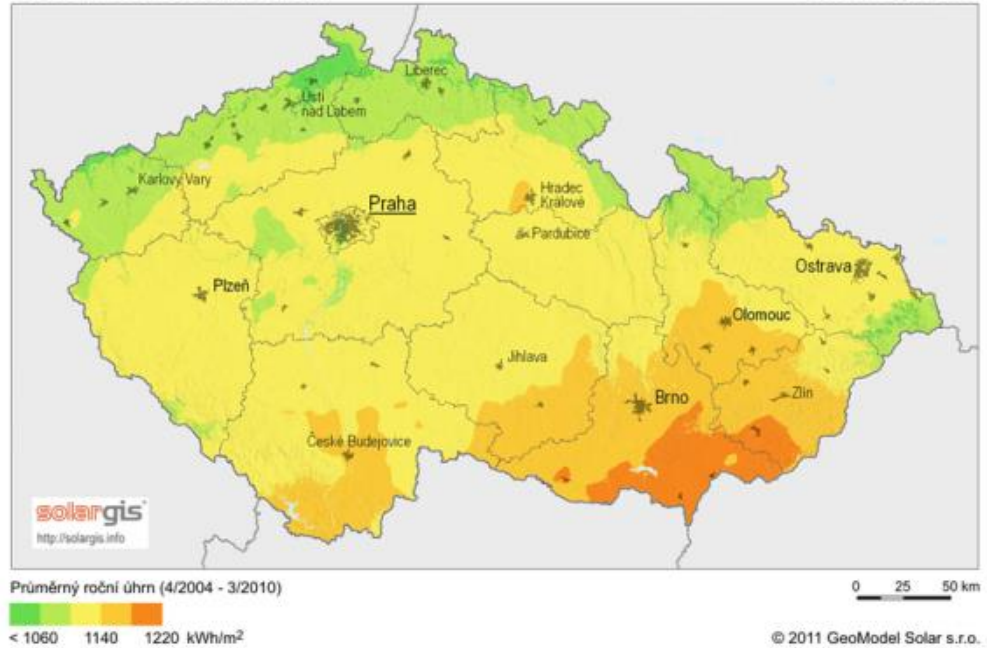 Liberec
Ústí
nad Labem
Karlovy Vary
Hradec
Králové
Praha
Pardubice
Ostrava
Plzeň
Olomouc
Jihlava
Brno
Zlín
České Budejovice
solargis
http://solargis.info
Průměrný roční úhrn (4/2004 - 3/2010)
0 25 50 km
< 1060 1140 1220 kWh/m²
© 2011 GeoModel Solar s.r.o.